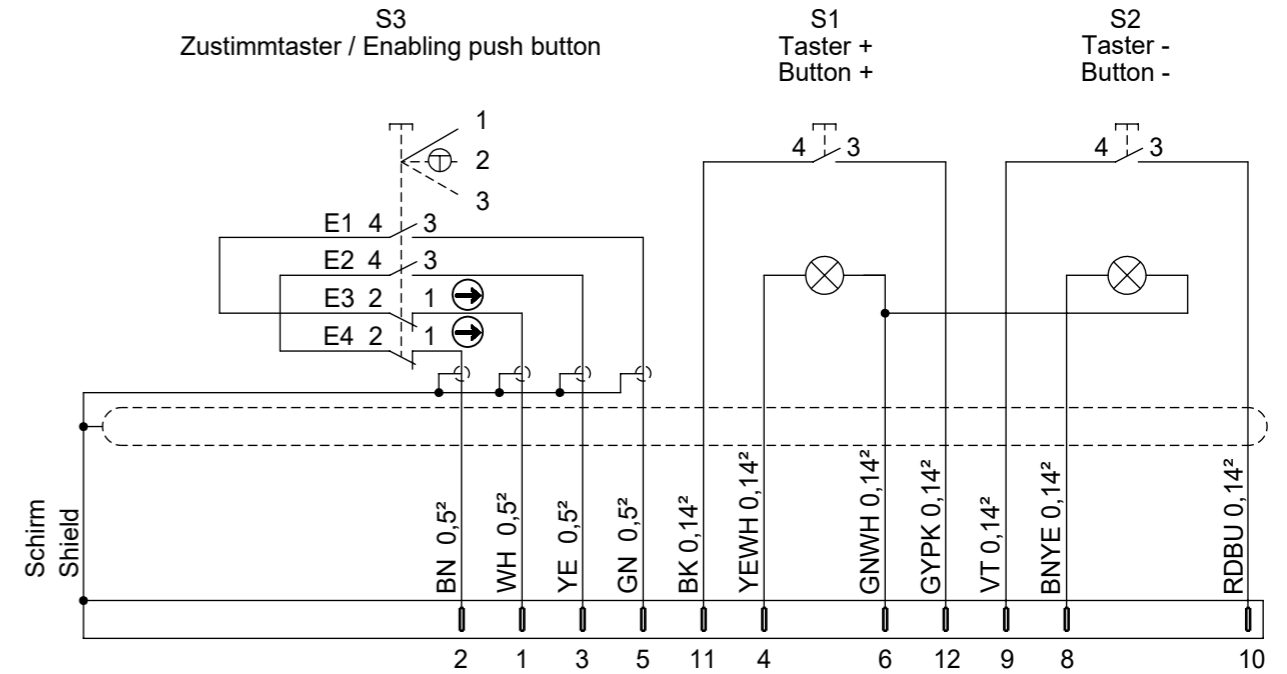 S3
Zustimmtaster / Enabling push button
S1
Taster +
Button +
S2
Taster -
Button -
1
2
3
4 3
4 3
E1 4 3
E2 4 3
E3 2 1
E4 2 1
Schirm
Shield
BN 0,5²
WH 0,5²
YE 0,5²
GN 0,5²
BK 0,14²
YEWH 0,14²
GNWH 0,14²
GYPK 0,14²
VT 0,14²
BNYE 0,14²
RDBU 0,14²
2 1 3 5 11 4 6 12 9 8 10